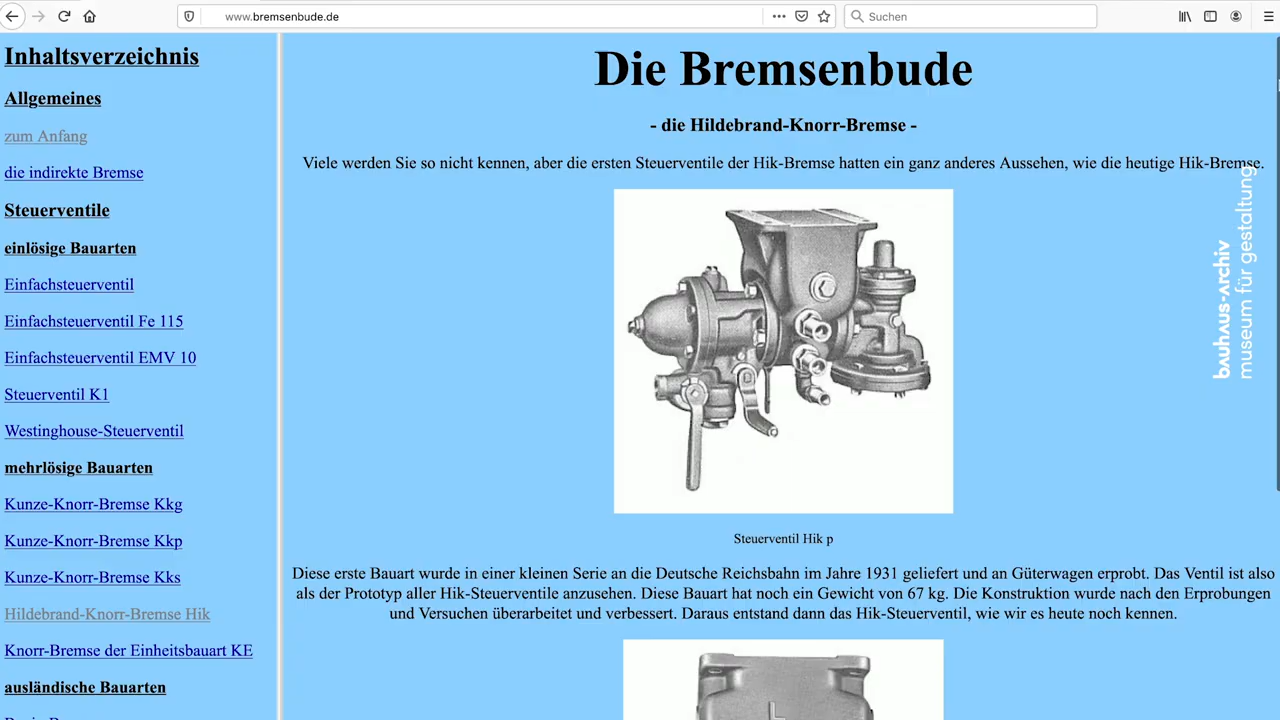 www.bremsenbude.de
Suchen
Inhaltsverzeichnis
Allgemeines
zum Anfang
die indirekte Bremse
Steuerventile
einlösige Bauarten
Einfachsteuerventil
Einfachsteuerventil Fe 115
Einfachsteuerventil EMV 10
Steuerventil K1
Westinghouse-Steuerventil
mehrlösige Bauarten
Kunze-Knorr-Bremse Kkg
Kunze-Knorr-Bremse Kkp
Kunze-Knorr-Bremse Kks
Hildebrand-Knorr-Bremse Hik
Knorr-Bremse der Einheitsbauart KE
ausländische Bauarten
Die Bremsenbude
- die Hildebrand-Knorr-Bremse -
Viele werden Sie so nicht kennen, aber die ersten Steuerventile der Hik-Bremse hatten ein ganz anderes Aussehen, wie die heutige Hik-Bremse.
Steuerventil Hik p
Diese erste Bauart wurde in einer kleinen Serie an die Deutsche Reichsbahn im Jahre 1931 geliefert und an Güterwagen erprobt. Das Ventil ist also
als der Prototyp aller Hik-Steuerventile anzusehen. Diese Bauart hat noch ein Gewicht von 67 kg. Die Konstruktion wurde nach den Erprobungen
und Versuchen überarbeitet und verbessert. Daraus entstand dann das Hik-Steuerventil, wie wir es heute noch kennen.
L
bauhaus-archiv
museum für gestaltung